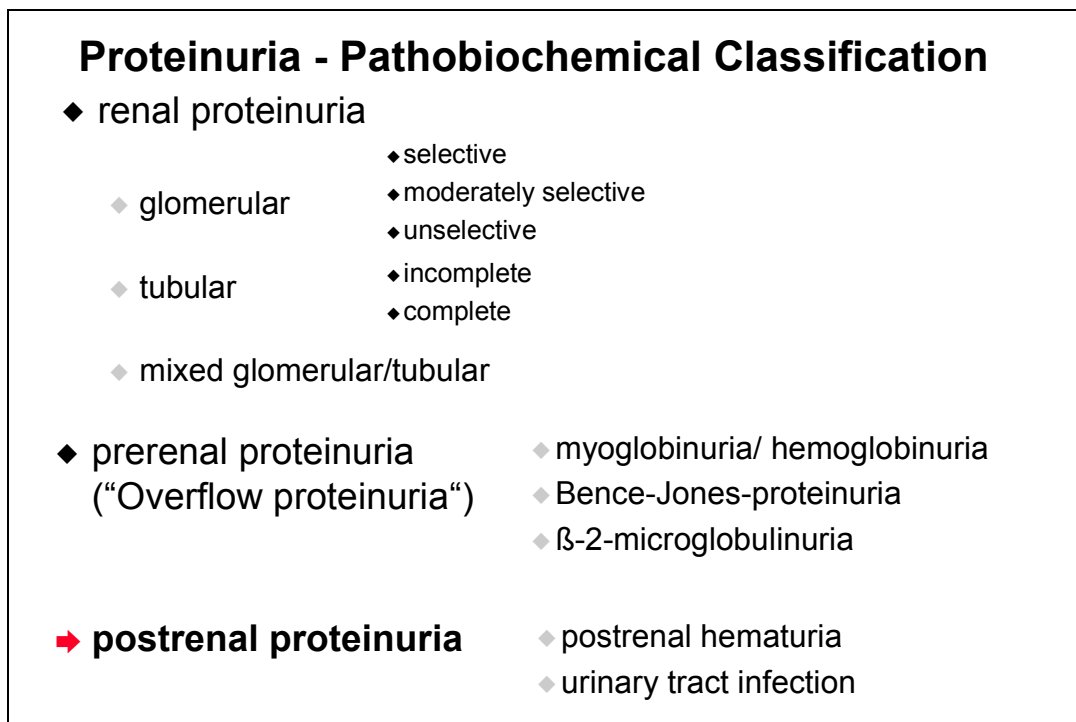 Proteinuria - Pathobiochemical Classification
renal proteinuria
glomerular
selective
moderately selective
unselective
tubular
incomplete
complete
mixed glomerular/tubular
prerenal proteinuria
(“Overflow proteinuria“)
myoglobinuria/ hemoglobinuria
Bence-Jones-proteinuria
ß-2-microglobulinuria
postrenal proteinuria
postrenal hematuria
urinary tract infection